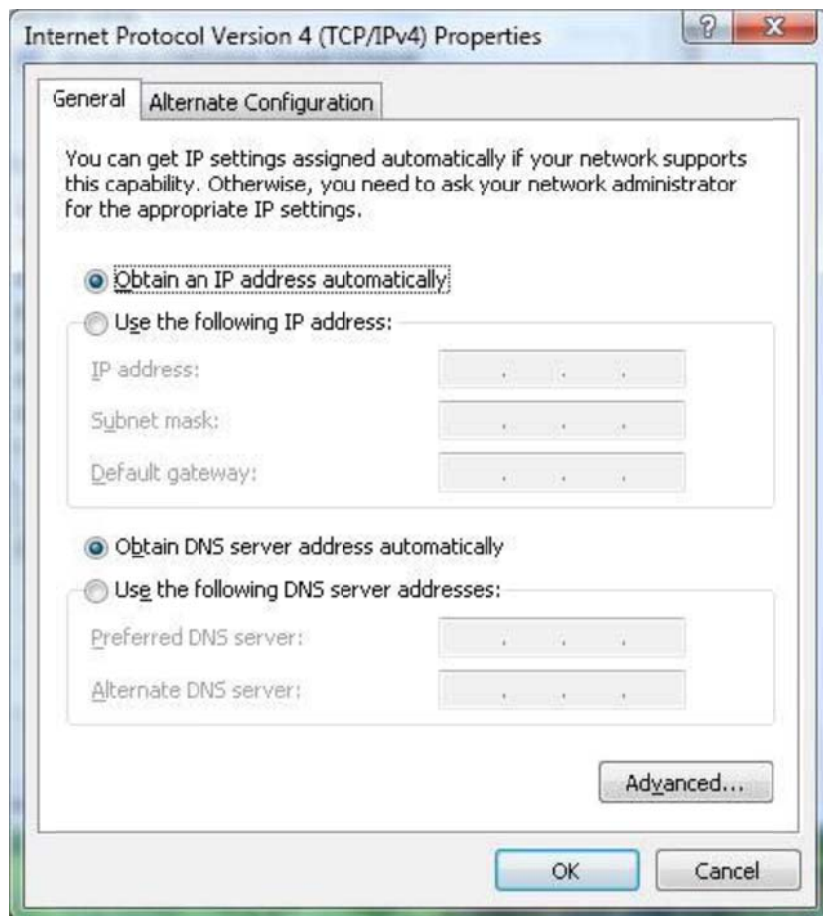 Internet Protocol Version 4 (TCP/IPv4) Properties
?
X
General
Alternate Configuration
You can get IP settings assigned automatically if your network supports
this capability. Otherwise, you need to ask your network administrator
for the appropriate IP settings.
Obtain an IP address automatically
Use the following IP address:
IP address:
. . .
Subnet mask:
. . .
Default gateway:
. . .
Obtain DNS server address automatically
Use the following DNS server addresses:
Preferred DNS server:
. . .
Alternate DNS server:
. . .
Advanced...
OK
Cancel